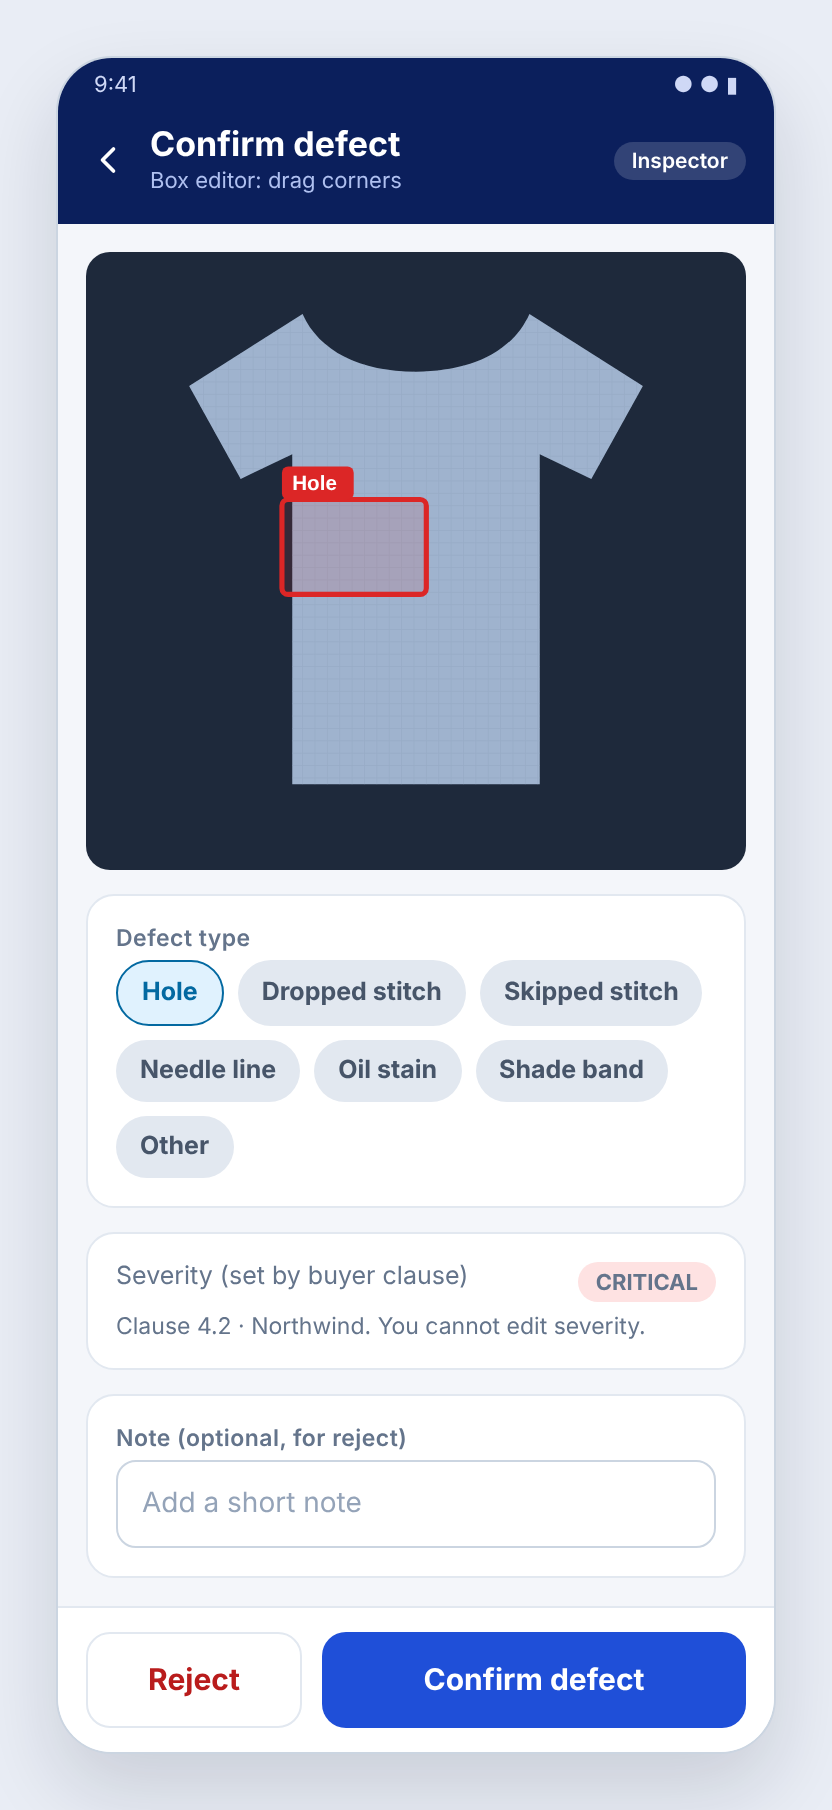 9:41
Confirm defect
Box editor: drag corners
Inspector
Hole
Defect type
Hole
Dropped stitch
Skipped stitch
Needle line
Oil stain
Shade band
Other
Severity (set by buyer clause)
CRITICAL
Clause 4.2 · Northwind. You cannot edit severity.
Note (optional, for reject)
Add a short note
Reject
Confirm defect